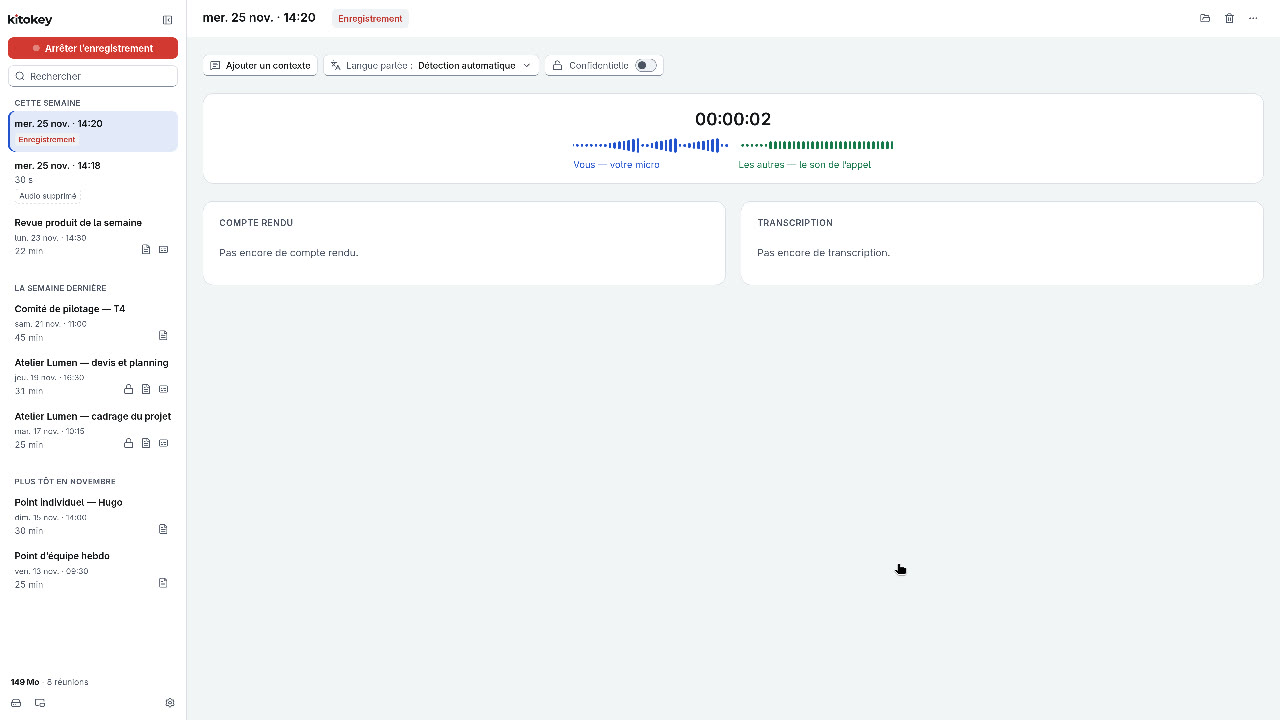 kitokey
Arrêter l'enregistrement
Rechercher
CETTE SEMAINE
mer. 25 nov. · 14:20
Enregistrement
mer. 25 nov. · 14:18
30 s
Audio supprimé
Revue produit de la semaine
lun. 23 nov. · 14:30
22 min
LA SEMAINE DERNIÈRE
Comité de pilotage — T4
sam. 21 nov. · 11:00
45 min
Atelier Lumen — devis et planning
jeu. 19 nov. · 16:30
31 min
Atelier Lumen — cadrage du projet
mar. 17 nov. · 10:15
25 min
PLUS TÔT EN NOVEMBRE
Point individuel — Hugo
dim. 15 nov. · 14:00
30 min
Point d'équipe hebdo
ven. 13 nov. · 09:30
25 min
149 Mo · 8 réunions
mer. 25 nov. · 14:20
Enregistrement
Ajouter un contexte
Langue parlée : Détection automatique
Confidentielle
00:00:02
Vous — votre micro
Les autres — le son de l'appel
COMPTE RENDU
Pas encore de compte rendu.
TRANSCRIPTION
Pas encore de transcription.